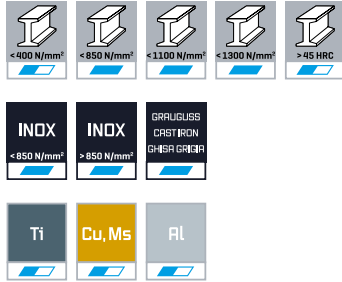 <400 N/mm² <850 N/mm² <1100 N/mm² <1300 N/mm² >45 HRC
INOX INOX GRAUGUSS
CAST IRON
GHISA GRIGIA
<850 N/mm² >850 N/mm²
Ti Cu, Ms Al